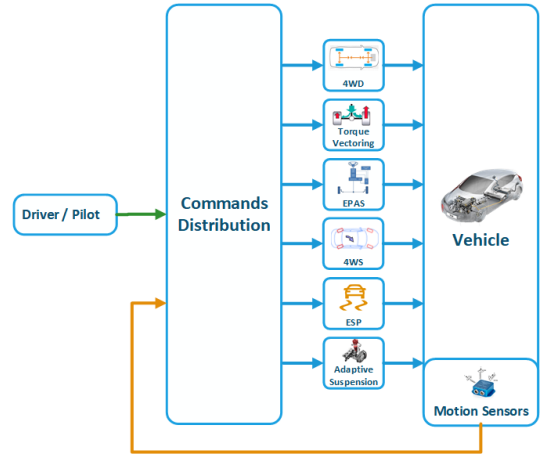 4WD
Torque
Vectoring
Commands
Distribution
EPAS
Driver / Pilot
Vehicle
4WS
ESP
Adaptive
Suspension
Motion Sensors